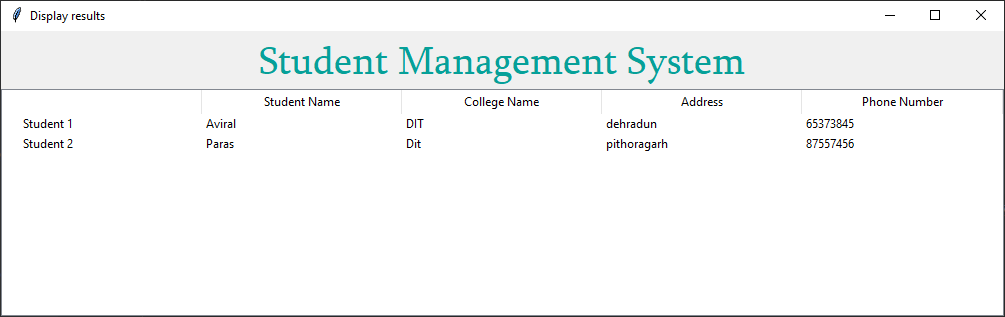 Display results
Student Management System
Student Name College Name Address Phone Number
Student 1 Aviral DIT dehradun 65373845
Student 2 Paras Dit pithoragarh 87557456